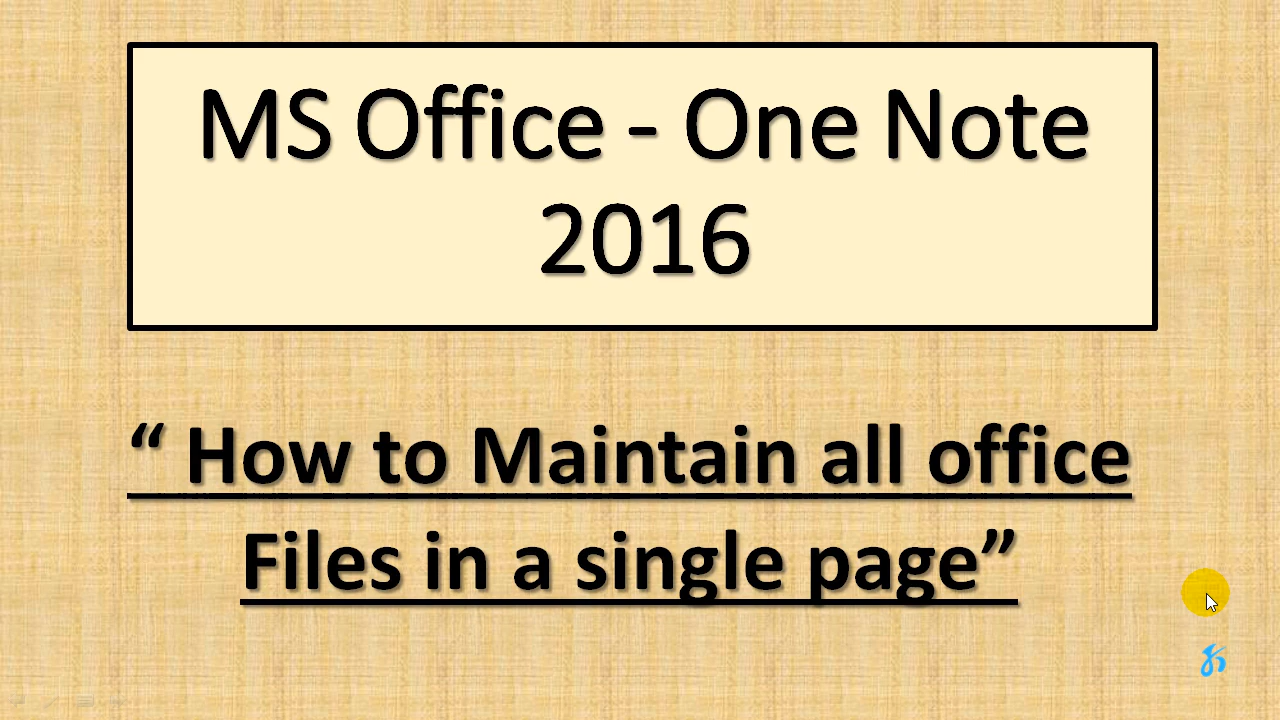 MS Office - One Note
2016
“ How to Maintain all office
Files in a single page”